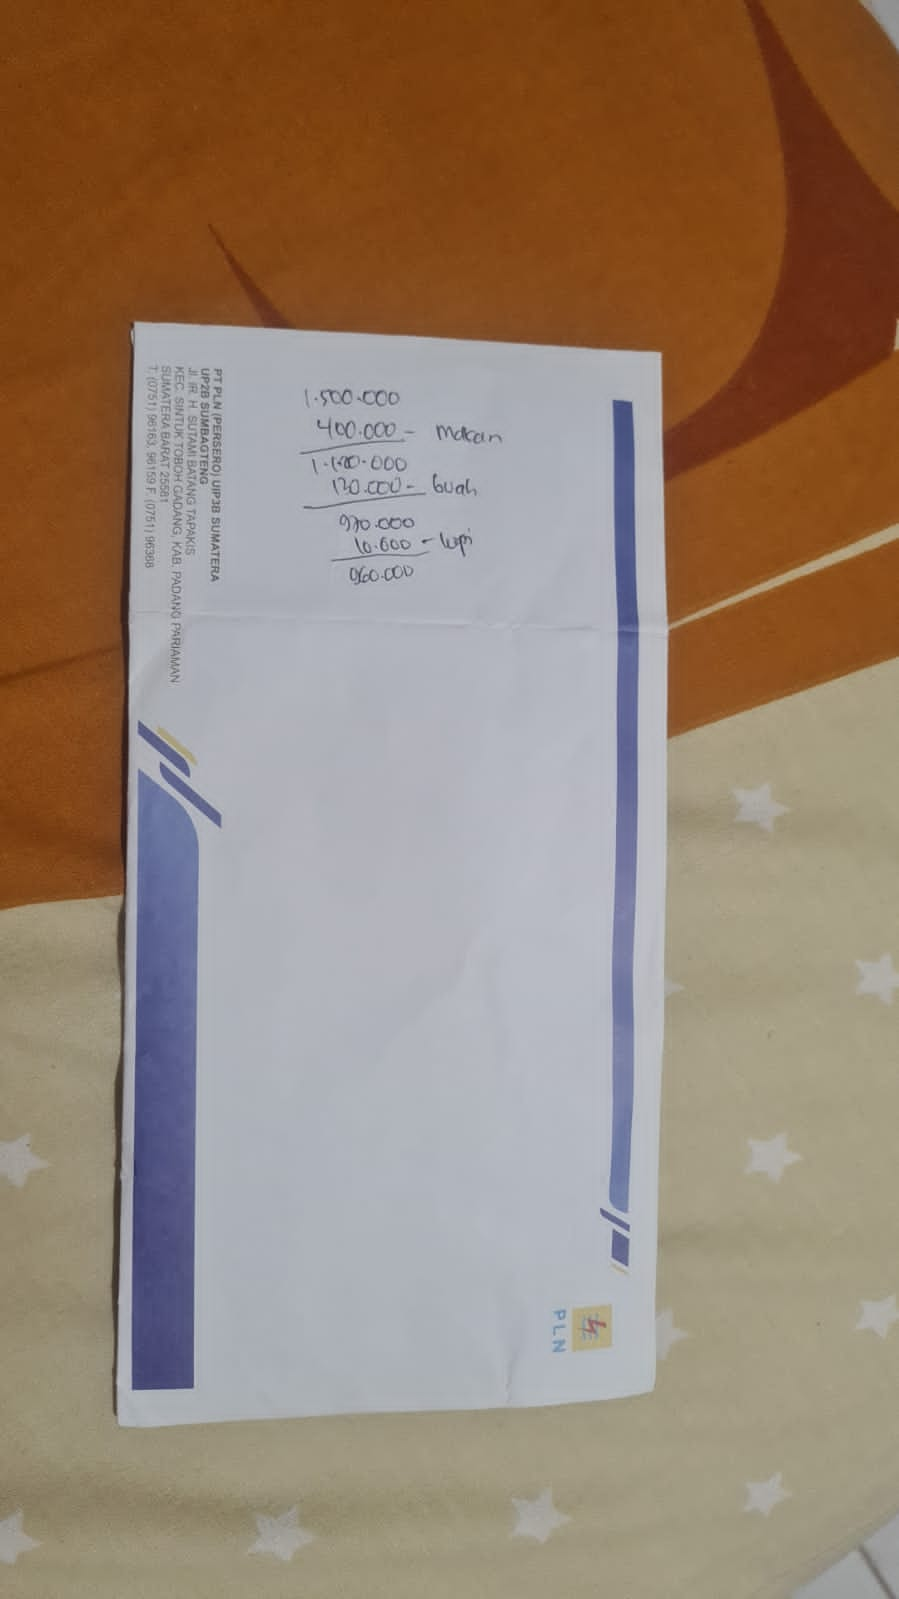 1.500.000
400.000 - makan
1.100.000
130.000 - buah
970.000
10.000 - lupi
960.000
PT PLN (PERSERO) UIP3B SUMATERA
UP2B SUMBAGTENG
Jl. IR. H. SUTAMI BATANG TAPAKIS
KEC. SINTUK TOBOH GADANG, KAB. PADANG PARIAMAN
SUMATERA BARAT 25581
T. (0751) 96163, 96159 F. (0751) 96368
PLN